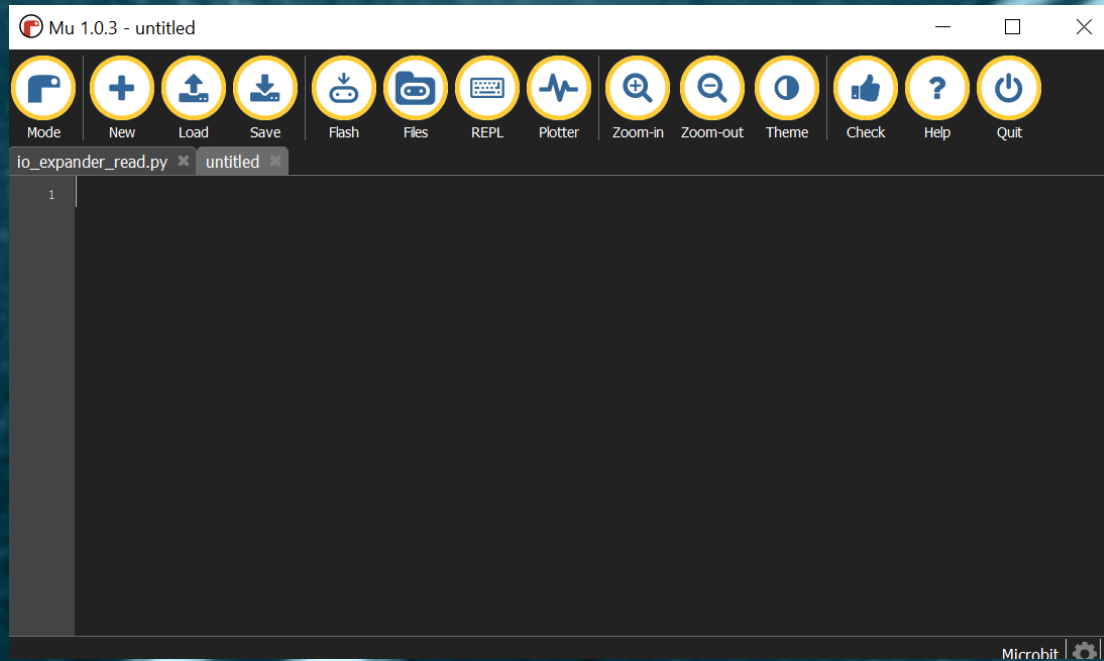 Mu 1.0.3 - untitled
Mode New Load Save Flash Files REPL Plotter Zoom-in Zoom-out Theme Check Help Quit
io_expander_read.py untitled
1
Microbit